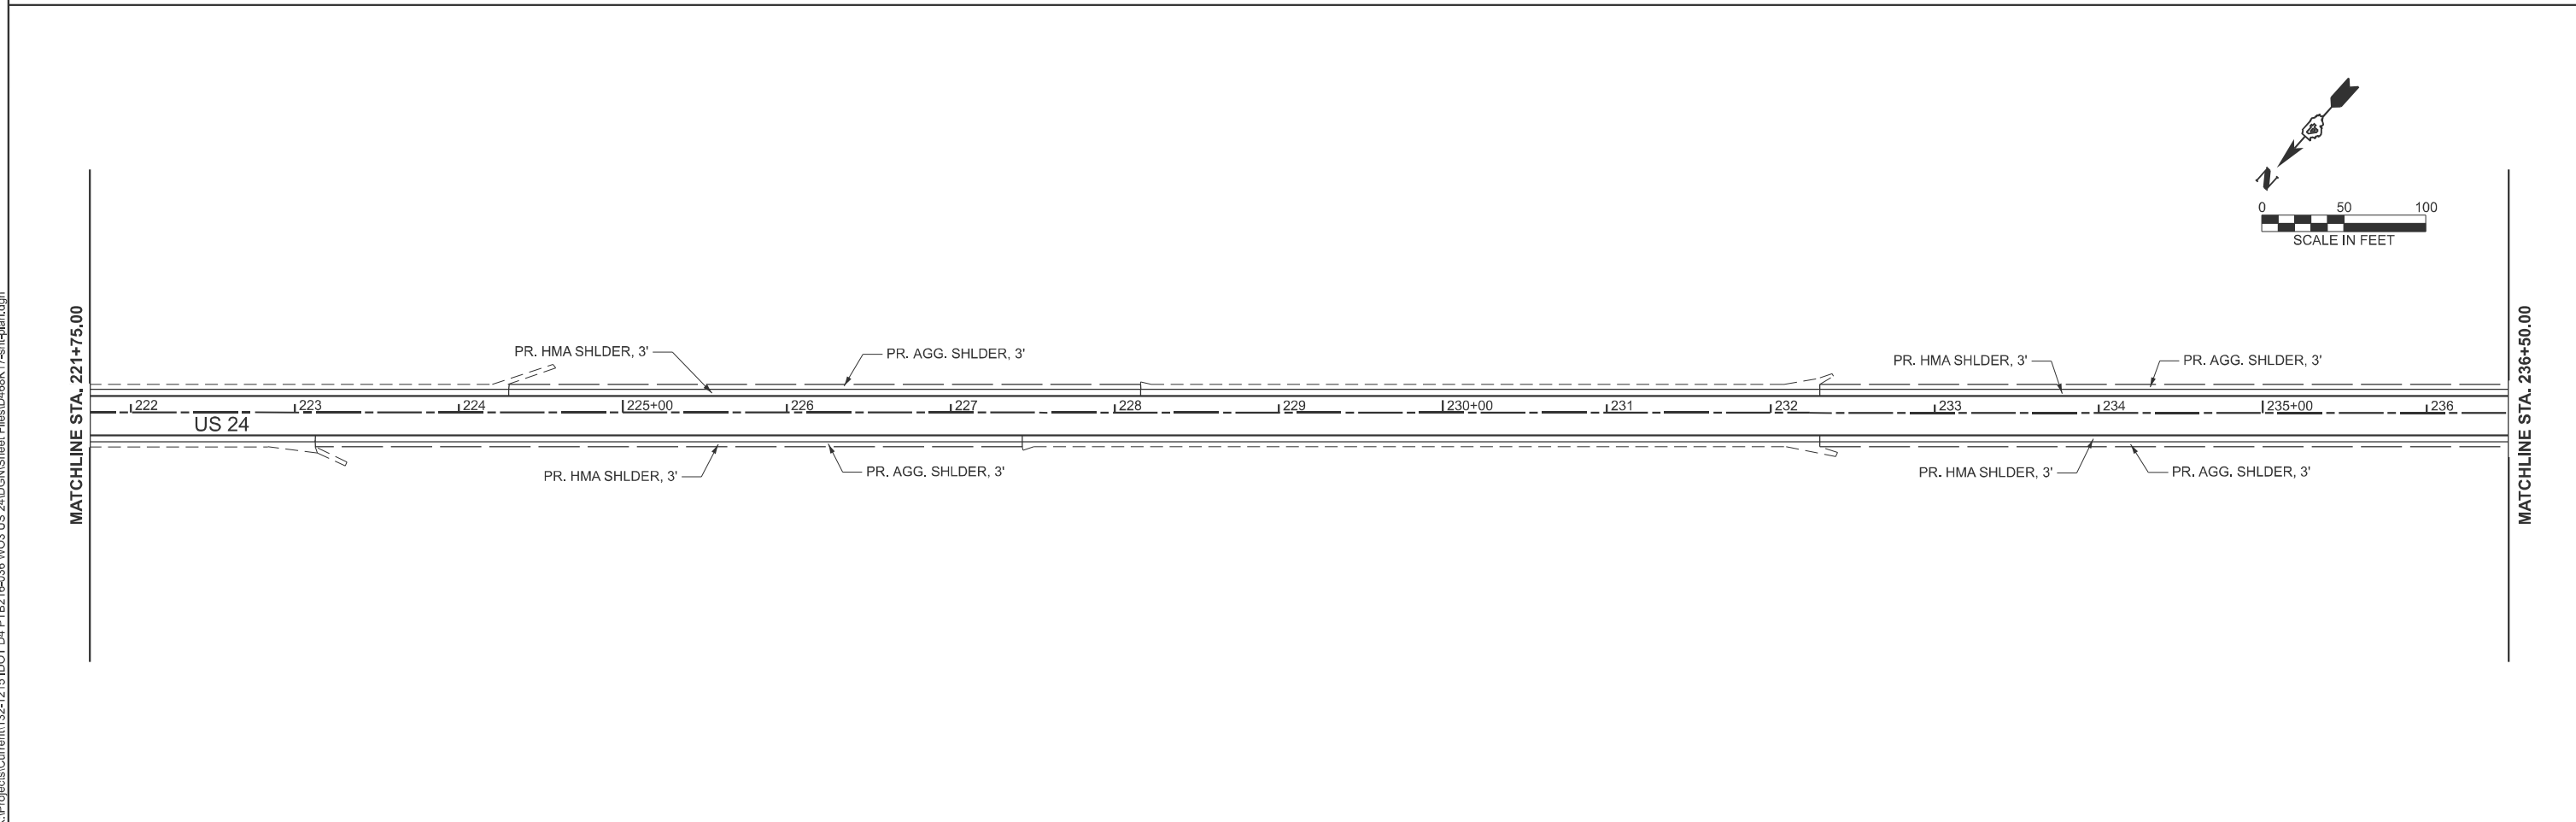 N
0 50 100
SCALE IN FEET
MATCHLINE STA. 221+75.00
MATCHLINE STA. 236+50.00
PR. HMA SHLDER, 3' PR. AGG. SHLDER, 3' PR. HMA SHLDER, 3' PR. AGG. SHLDER, 3'
222 223 224 225+00 226 227 228 229 230+00 231 232 233 234 235+00 236
US 24
PR. HMA SHLDER, 3' PR. AGG. SHLDER, 3' PR. HMA SHLDER, 3' PR. AGG. SHLDER, 3'